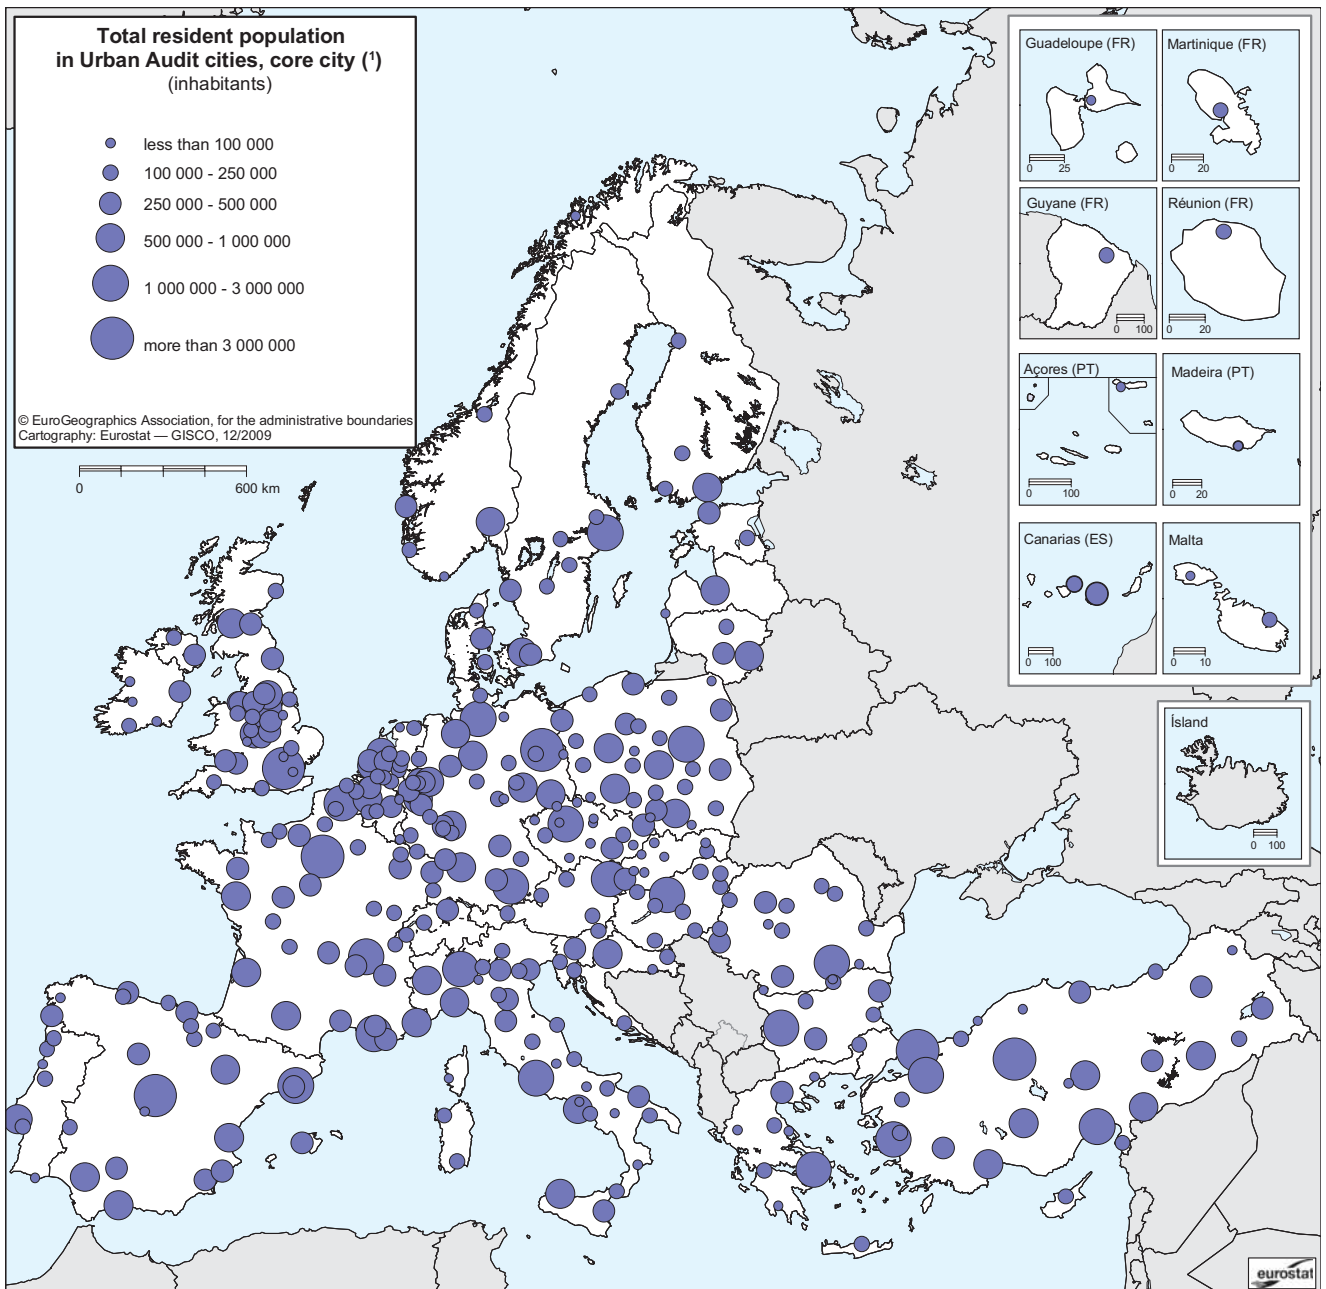 Total resident population
in Urban Audit cities, core city (¹)
(inhabitants)
less than 100 000
100 000 - 250 000
250 000 - 500 000
500 000 - 1 000 000
1 000 000 - 3 000 000
more than 3 000 000
© EuroGeographics Association, for the administrative boundaries
Cartography: Eurostat — GISCO, 12/2009
0 600 km
Guadeloupe (FR)
0 25
Martinique (FR)
0 20
Guyane (FR)
0 100
Réunion (FR)
0 20
Açores (PT)
0 100
Madeira (PT)
0 20
Canarias (ES)
0 100
Malta
0 10
Ísland
0 100
eurostat